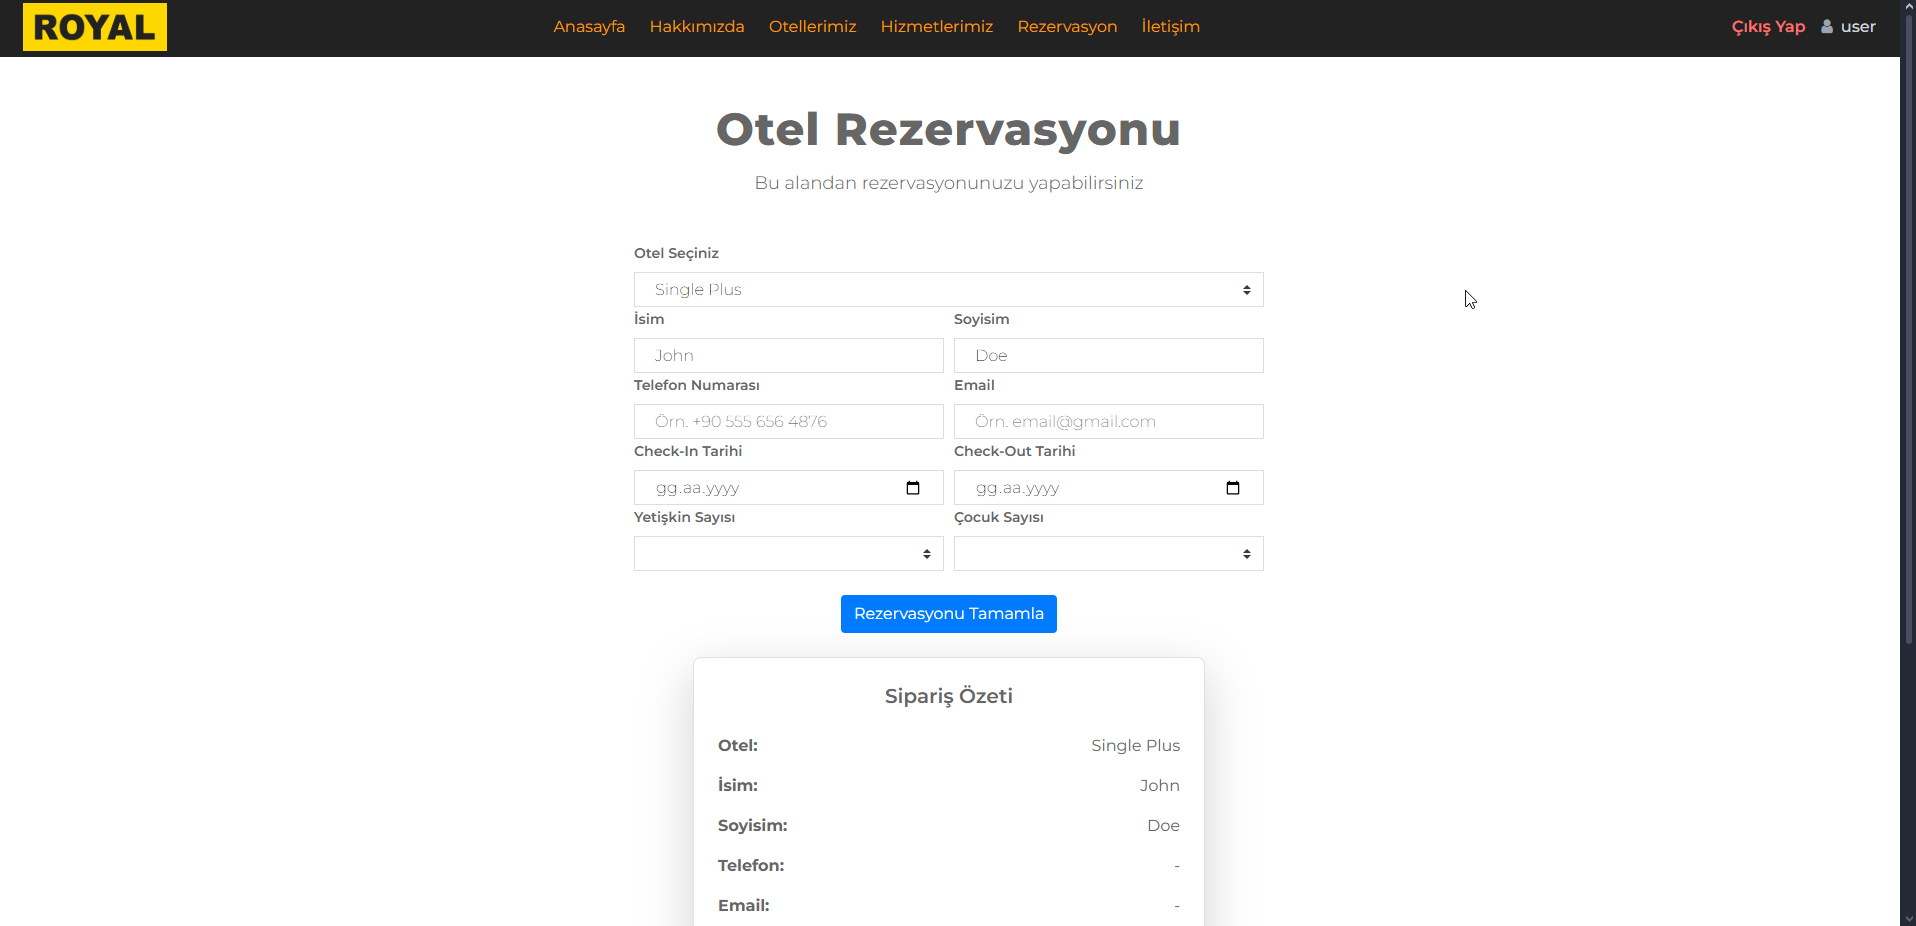 ROYAL Anasayfa Hakkımızda Otellerimiz Hizmetlerimiz Rezervasyon İletişim Çıkış Yap user
Otel Rezervasyonu
Bu alandan rezervasyonunuzu yapabilirsiniz
Otel Seçiniz
Single Plus
İsim Soyisim
John Doe
Telefon Numarası Email
Örn. +90 555 656 4876 Örn. email@gmail.com
Check-In Tarihi Check-Out Tarihi
gg.aa.yyyy gg.aa.yyyy
Yetişkin Sayısı Çocuk Sayısı
Rezervasyonu Tamamla
Sipariş Özeti
Otel: Single Plus
İsim: John
Soyisim: Doe
Telefon: -
Email: -